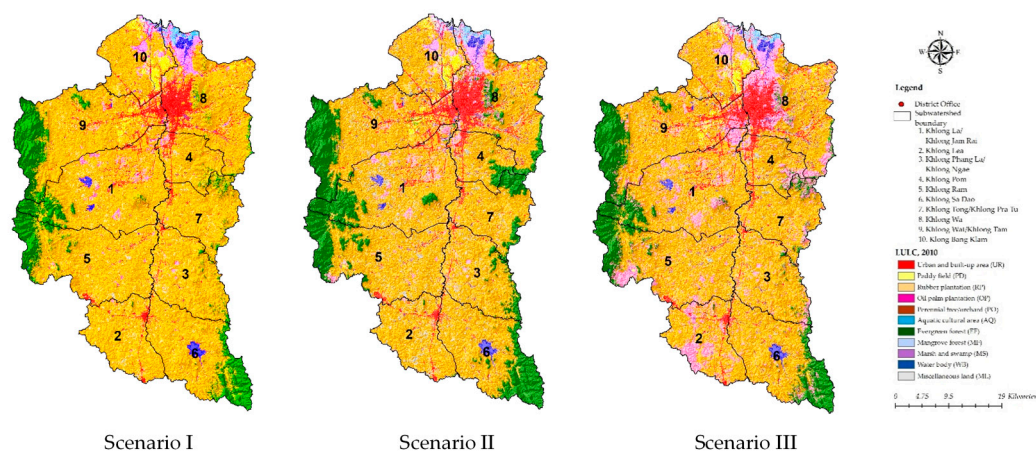 10
9
8
4
1
7
5
3
2
6
10
9
8
4
1
7
5
3
2
6
10
9
8
4
1
7
5
3
2
6
Scenario I
Scenario II
Scenario III
N
W
E
S
Legend
District Office
Subwatershed
boundary
1. Khlong La/
Khlong Jam Rai
2. Khlong Lea
3. Khlong Phang La/
Khlong Ngae
4. Khlong Pom
5. Khlong Ram
6. Khlong Sa Dao
7. Khlong Tong/Khlong Pra Tu
8. Khlong Wa
9. Khlong Wat/Khlong Tam
10. Klong Bang Klam
LULC, 2010
Urban and built-up area (UR)
Paddy field (PD)
Rubber plantation (RP)
Oil palm plantation (OP)
Perennial tree/orchard (PO)
Aquatic cultural area (AQ)
Evergreen forest (EF)
Mangrove forest (MF)
Marsh and swamp (MS)
Water body (WB)
Miscellaneous land (ML)
0 4.75 9.5 19 Kilometers